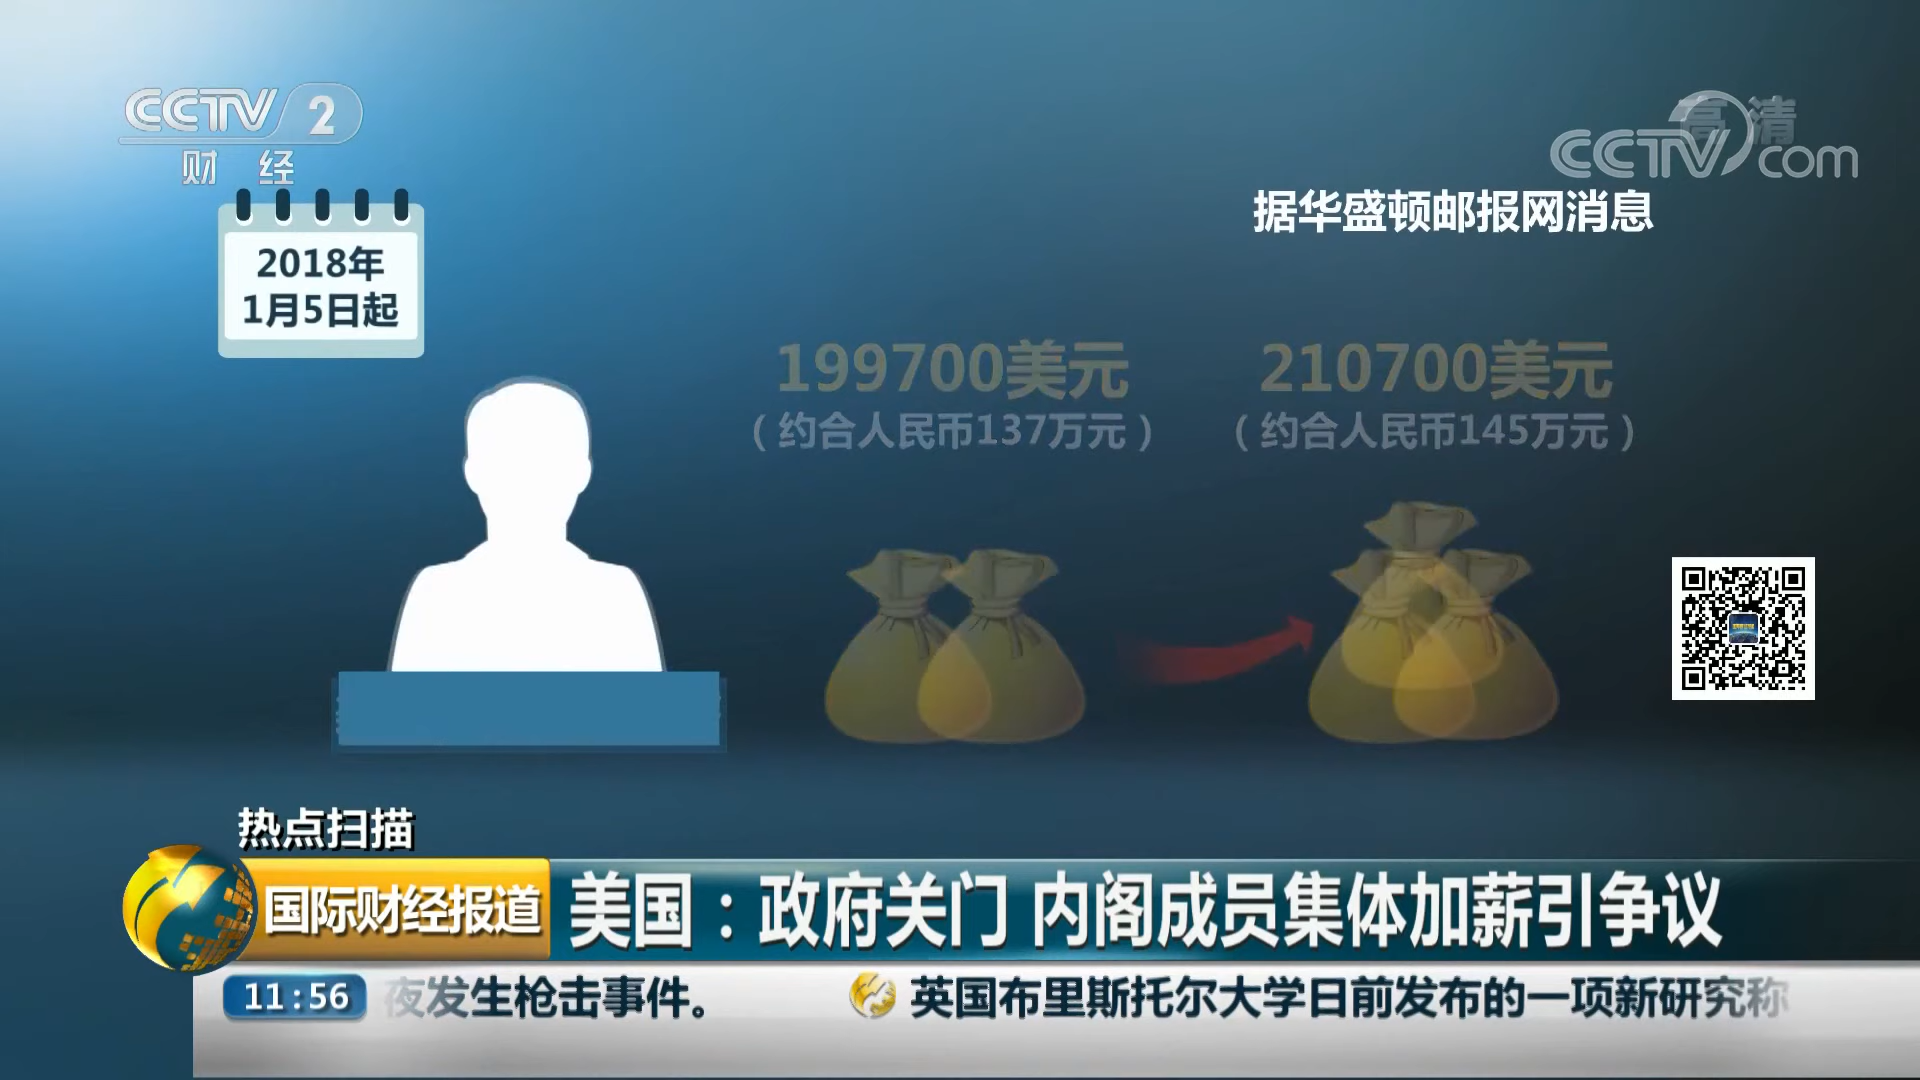 CCTV 2
财经
高清
CCTV.com
据华盛顿邮报网消息
2018年
1月5日起
199700美元
210700美元
（约合人民币137万元）
（约合人民币145万元）
热点扫描
国际财经报道
美国：政府关门 内阁成员集体加薪引争议
11:56
夜发生枪击事件。
英国布里斯托尔大学日前发布的一项新研究称